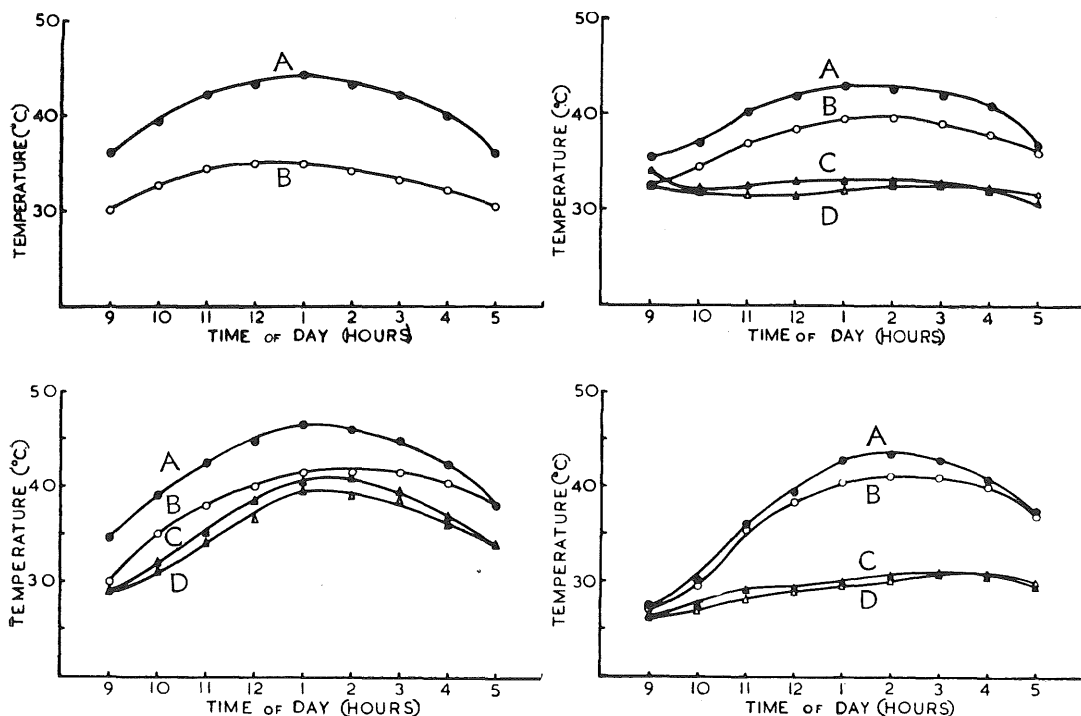 50
40
30
TEMPERATURE (°C)
A
B
9 10 11 12 1 2 3 4 5
TIME OF DAY (HOURS)
50
40
30
TEMPERATURE (°C)
A
B
C
D
9 10 11 12 1 2 3 4 5
TIME OF DAY (HOURS)
50
40
30
TEMPERATURE (°C)
A
B
C
D
9 10 11 12 1 2 3 4 5
TIME OF DAY (HOURS)
50
40
30
TEMPERATURE (°C)
A
B
C
D
9 10 11 12 1 2 3 4 5
TIME OF DAY (HOURS)